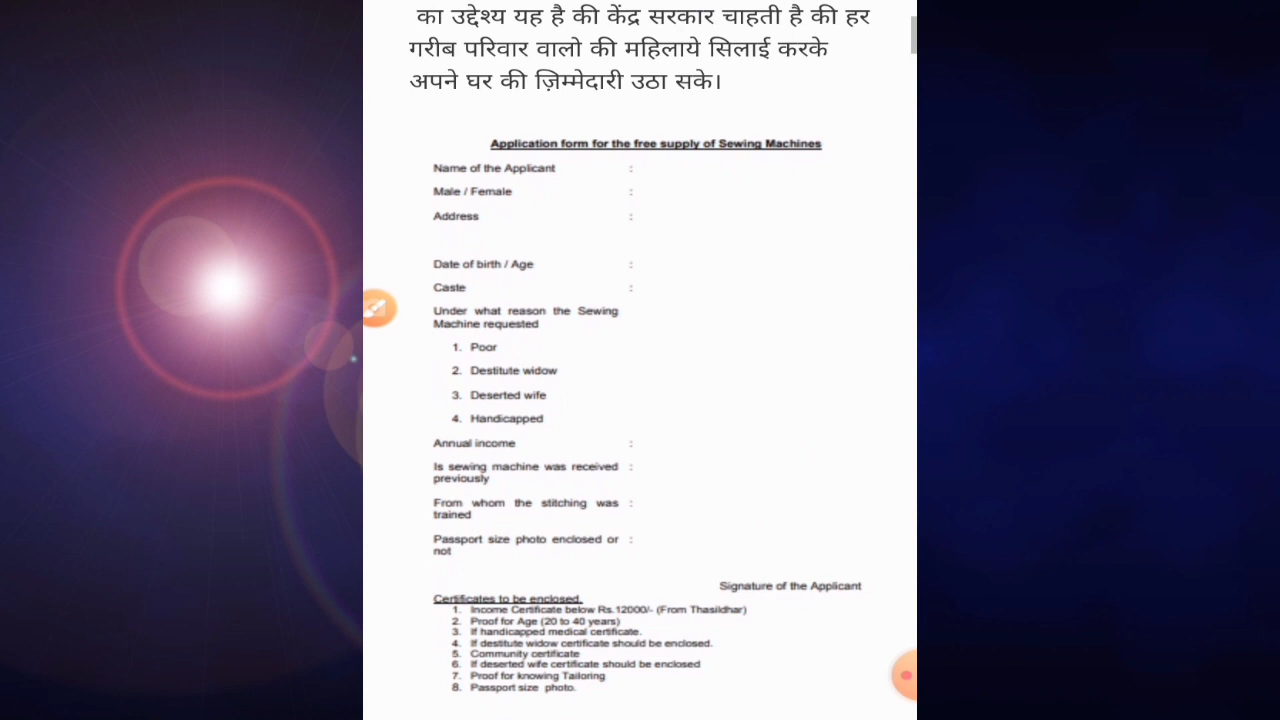 का उद्देश्य यह है की केंद्र सरकार चाहती है की हर
गरीब परिवार वालो की महिलाये सिलाई करके
अपने घर की ज़िम्मेदारी उठा सके।
Application form for the free supply of Sewing Machines
Name of the Applicant :
Male / Female :
Address :
Date of birth / Age :
Caste :
Under what reason the Sewing
Machine requested
1. Poor
2. Destitute widow
3. Deserted wife
4. Handicapped
Annual income :
Is sewing machine was received :
previously
From whom the stitching was :
trained
Passport size photo enclosed or :
not
Signature of the Applicant
Certificates to be enclosed.
1. Income Certificate below Rs.12000/- (From Thasildhar)
2. Proof for Age (20 to 40 years)
3. If handicapped medical certificate.
4. If destitute widow certificate should be enclosed.
5. Community certificate
6. If deserted wife certificate should be enclosed
7. Proof for knowing Tailoring
8. Passport size photo.